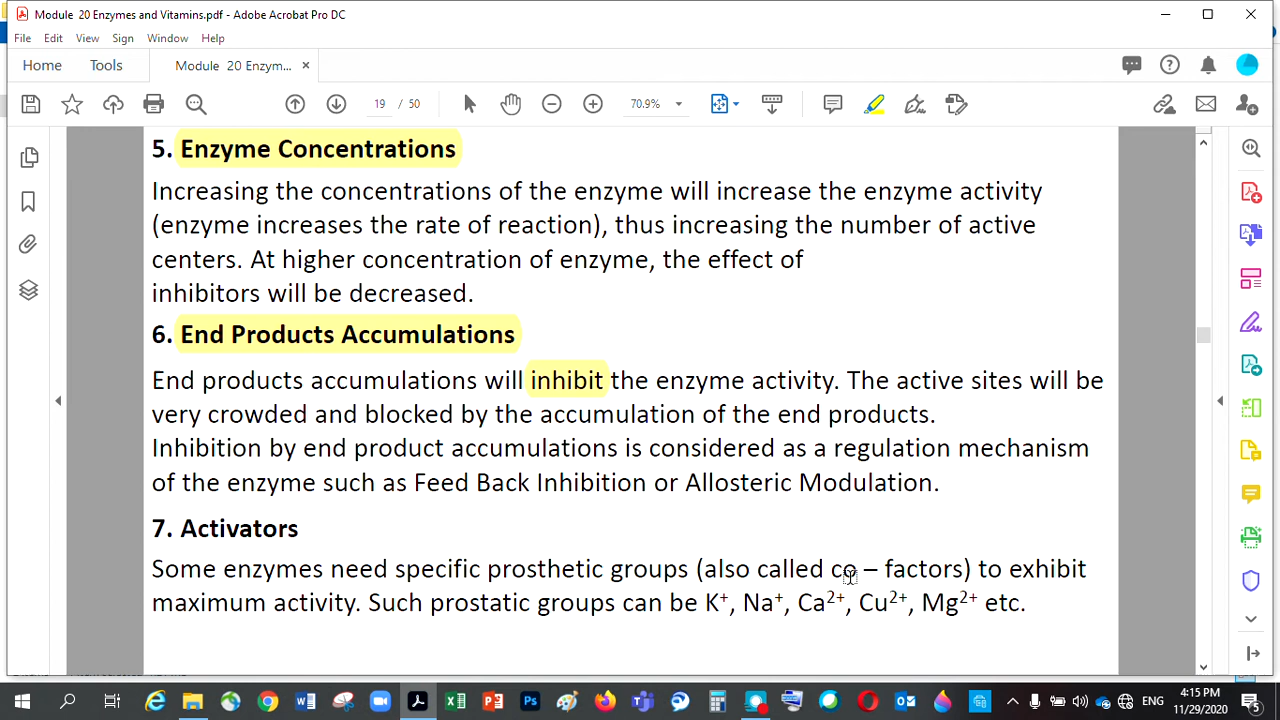 Module 20 Enzymes and Vitamins.pdf - Adobe Acrobat Pro DC
File Edit View Sign Window Help
Home Tools Module 20 Enzym... ×
19 / 50 70.9%
5. Enzyme Concentrations
Increasing the concentrations of the enzyme will increase the enzyme activity
(enzyme increases the rate of reaction), thus increasing the number of active
centers. At higher concentration of enzyme, the effect of
inhibitors will be decreased.
6. End Products Accumulations
End products accumulations will inhibit the enzyme activity. The active sites will be
very crowded and blocked by the accumulation of the end products.
Inhibition by end product accumulations is considered as a regulation mechanism
of the enzyme such as Feed Back Inhibition or Allosteric Modulation.
7. Activators
Some enzymes need specific prosthetic groups (also called co – factors) to exhibit
maximum activity. Such prostatic groups can be K⁺, Na⁺, Ca²⁺, Cu²⁺, Mg²⁺ etc.
ENG
4:15 PM
11/29/2020
5